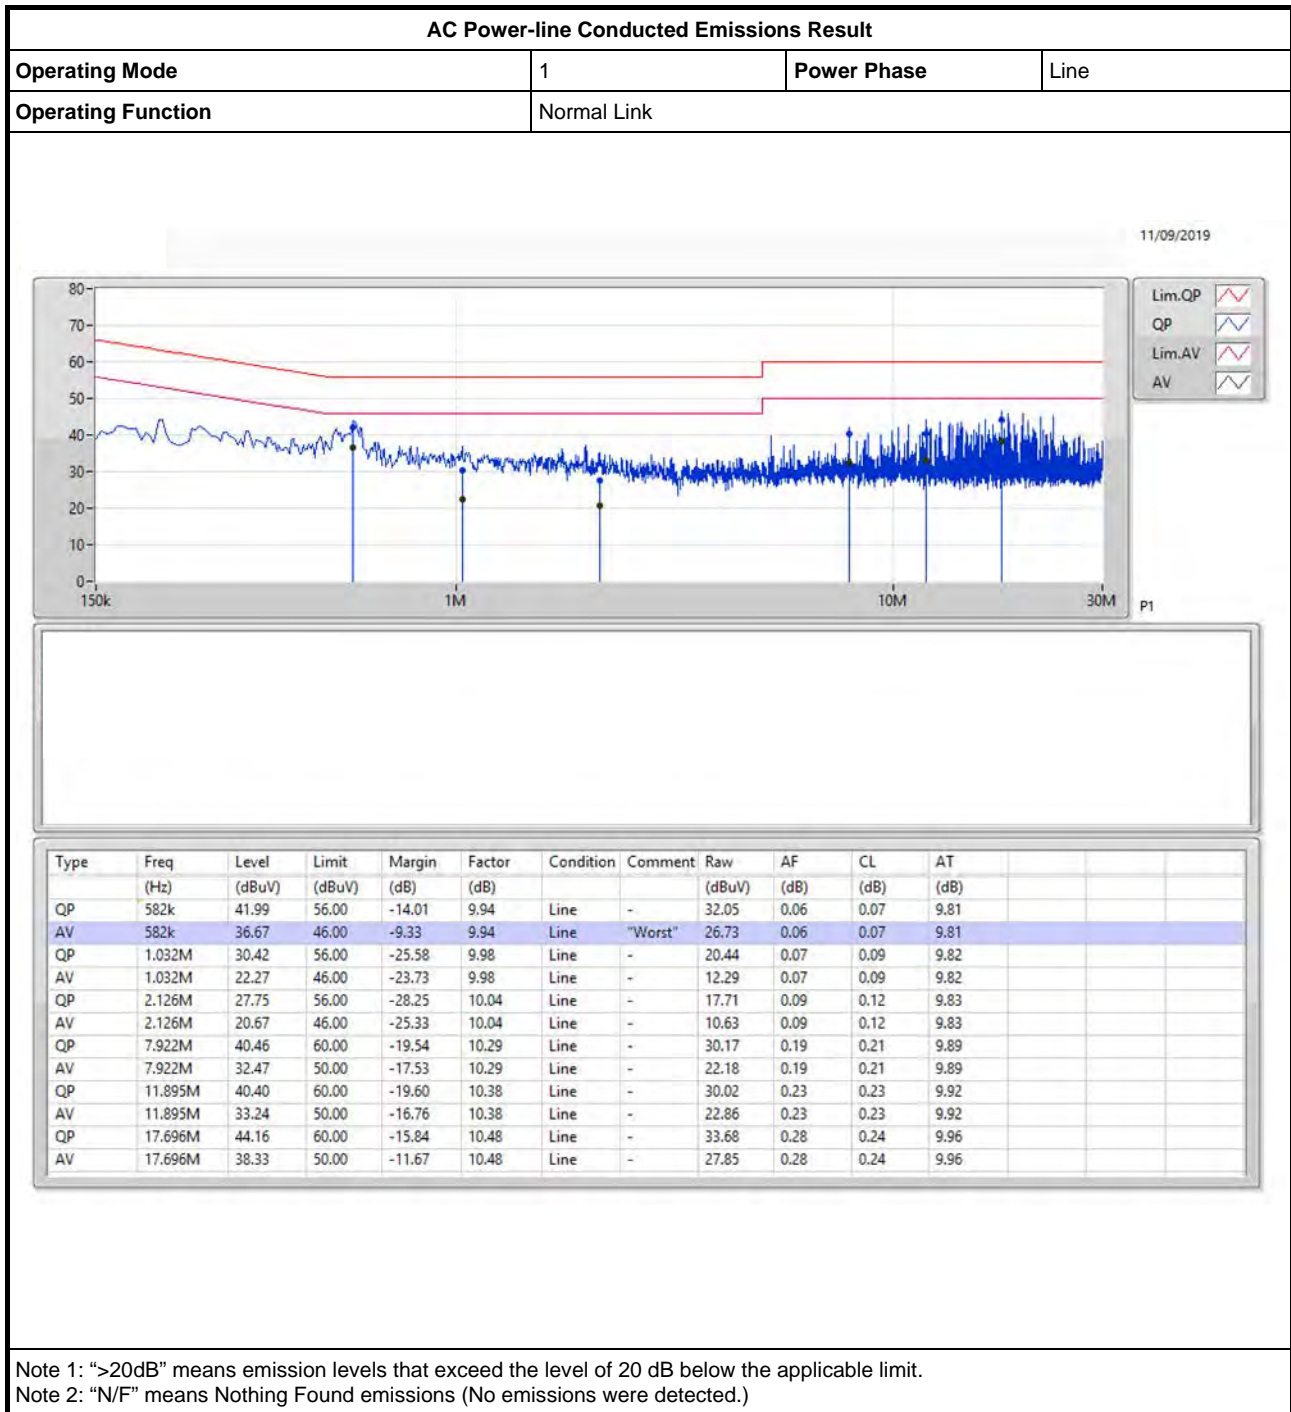 AC Power-line Conducted Emissions Result
Operating Mode 1 Power Phase Line
Operating Function Normal Link
11/09/2019
80
70
60
50
40
30
20
10
0
150k 1M 10M 30M
P1
Lim.QP
QP
Lim.AV
AV
Type Freq Level Limit Margin Factor Condition Comment Raw AF CL AT
(Hz) (dBuV) (dBuV) (dB) (dB) (dBuV) (dB) (dB) (dB)
QP 582k 41.99 56.00 -14.01 9.94 Line - 32.05 0.06 0.07 9.81
AV 582k 36.67 46.00 -9.33 9.94 Line "Worst" 26.73 0.06 0.07 9.81
QP 1.032M 30.42 56.00 -25.58 9.98 Line - 20.44 0.07 0.09 9.82
AV 1.032M 22.27 46.00 -23.73 9.98 Line - 12.29 0.07 0.09 9.82
QP 2.126M 27.75 56.00 -28.25 10.04 Line - 17.71 0.09 0.12 9.83
AV 2.126M 20.67 46.00 -25.33 10.04 Line - 10.63 0.09 0.12 9.83
QP 7.922M 40.46 60.00 -19.54 10.29 Line - 30.17 0.19 0.21 9.89
AV 7.922M 32.47 50.00 -17.53 10.29 Line - 22.18 0.19 0.21 9.89
QP 11.895M 40.40 60.00 -19.60 10.38 Line - 30.02 0.23 0.23 9.92
AV 11.895M 33.24 50.00 -16.76 10.38 Line - 22.86 0.23 0.23 9.92
QP 17.696M 44.16 60.00 -15.84 10.48 Line - 33.68 0.28 0.24 9.96
AV 17.696M 38.33 50.00 -11.67 10.48 Line - 27.85 0.28 0.24 9.96
Note 1: “>20dB” means emission levels that exceed the level of 20 dB below the applicable limit.
Note 2: “N/F” means Nothing Found emissions (No emissions were detected.)